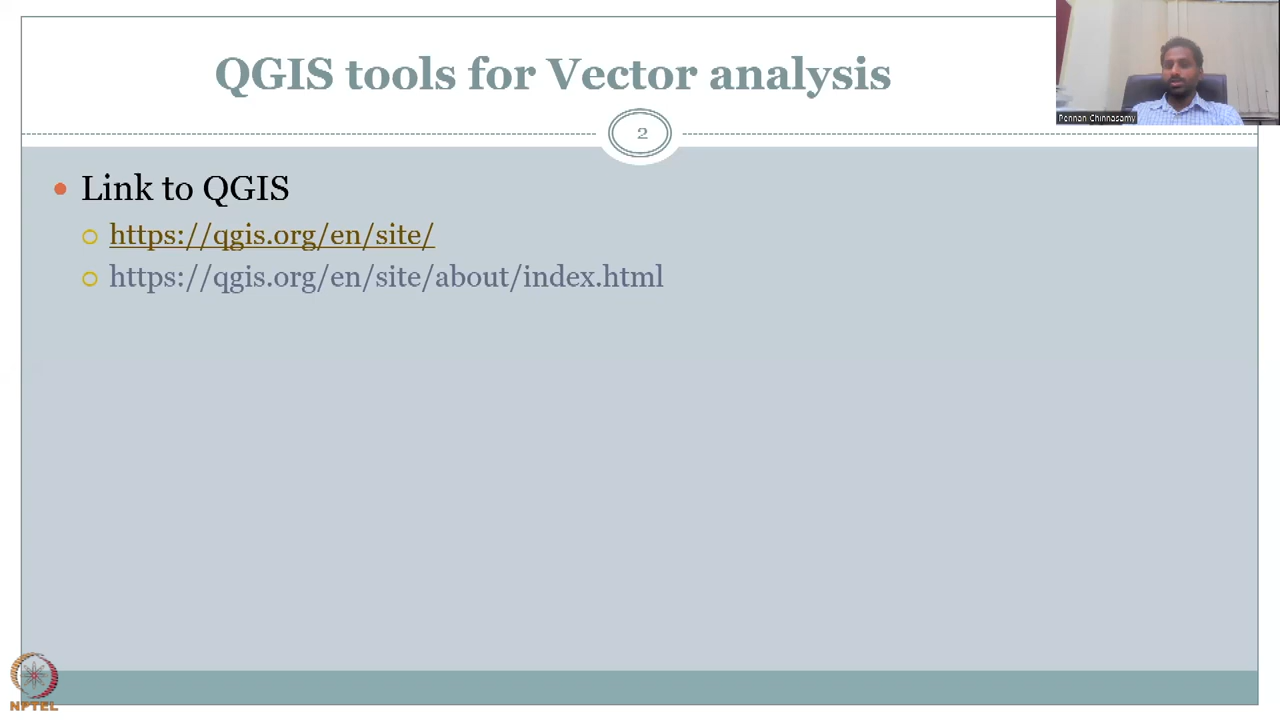 QGIS tools for Vector analysis
Pennan Chinnasamy
2
Link to QGIS
https://qgis.org/en/site/
https://qgis.org/en/site/about/index.html
NPTEL